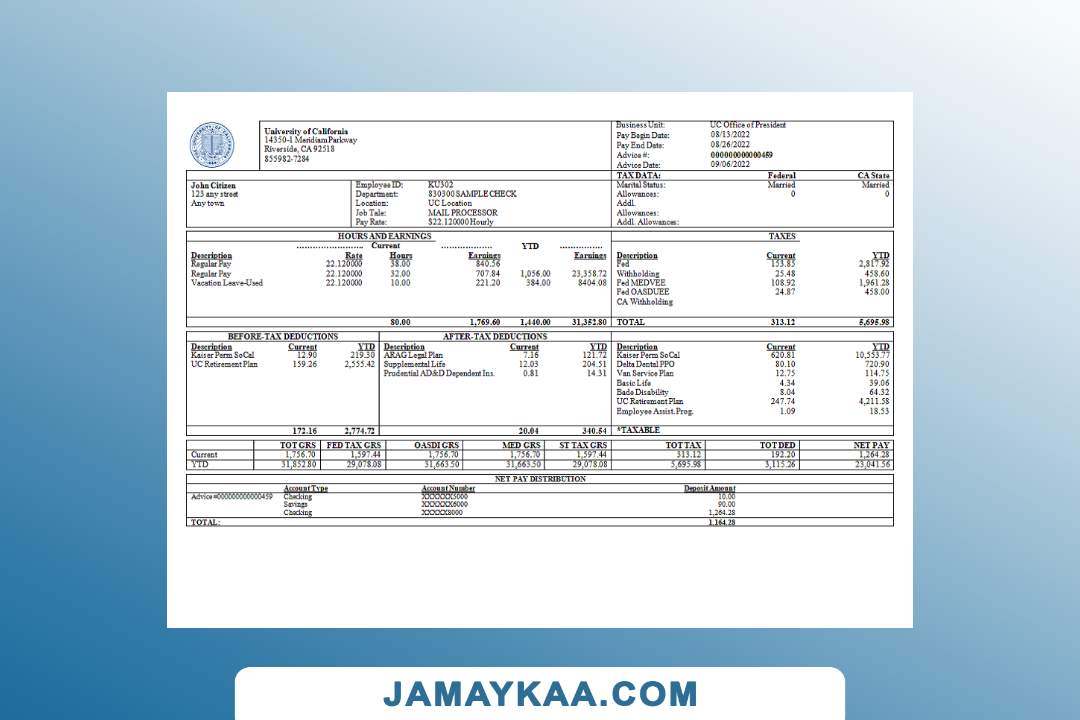 University of California
14350-1 Meridiam Parkway
Riverside, CA 92518
855982-7284
Business Unit: UC Office of President
Pay Begin Date: 08/13/2022
Pay End Date: 08/26/2022
Advice #: 000000000000459
Advice Date: 09/06/2022
John Citizen
123 any street
Any town
Employee ID: KU302
Department: 830300 SAMPLE CHECK
Location: UC Location
Job Tale: MAIL PROCESSOR
Pay Rate: $22.120000 Hourly
TAX DATA: Federal CA State
Marital Status: Married Married
Allowances: 0 0
Addl.
Allowances:
Addl. Allowances:
HOURS AND EARNINGS
Current YTD
Description Rate Hours Earnings Earnings
Regular Pay 22.120000 38.00 840.56
Regular Pay 22.120000 32.00 707.84 1,056.00 23,358.72
Vacation Leave-Used 22.120000 10.00 221.20 384.00 8404.08
80.00 1,769.60 1,440.00 31,352.80
TAXES
Description Current YTD
Fed 153.85 2,817.92
Withholding 25.48 458.60
Fed MEDVEE 108.92 1,961.28
Fed OASDUEE 24.87 458.00
CA Withholding
TOTAL 313.12 5,695.98
BEFORE-TAX DEDUCTIONS
Description Current YTD
Kaiser Perm SoCal 12.90 219.30
UC Retirement Plan 159.26 2,555.42
172.16 2,774.72
AFTER-TAX DEDUCTIONS
Description Current YTD
ARAG Legal Plan 7.16 121.72
Supplemental Life 12.03 204.51
Prudential AD&D Dependent Ins. 0.81 14.31
20.04 340.54
Description Current YTD
Kaiser Perm SoCal 620.81 10,553.77
Delta Dental PPO 80.10 720.90
Van Service Plan 12.75 114.75
Basic Life 4.34 39.06
Bade Disability 8.04 64.32
UC Retirement Plan 247.74 4,211.58
Employee Assist. Prog. 1.09 18.53
*TAXABLE
TOT GRS FED TAX GRS OASDI GRS MED GRS ST TAX GRS TOT TAX TOT DED NET PAY
Current 1,756.70 1,597.44 1,756.70 1,756.70 1,597.44 313.12 192.20 1,264.28
YTD 31,852.80 29,078.08 31,663.50 31,663.50 29,078.08 5,695.98 3,115.26 23,041.56
NET PAY DISTRIBUTION
Account Type Account Number Deposit Amount
Advice #000000000000459 Checking XXXXXX5000 10.00
Savings XXXXXX6000 90.00
Checking XXXXX8000 1,264.28
TOTAL: 1,164.28
JAMAYKAA.COM